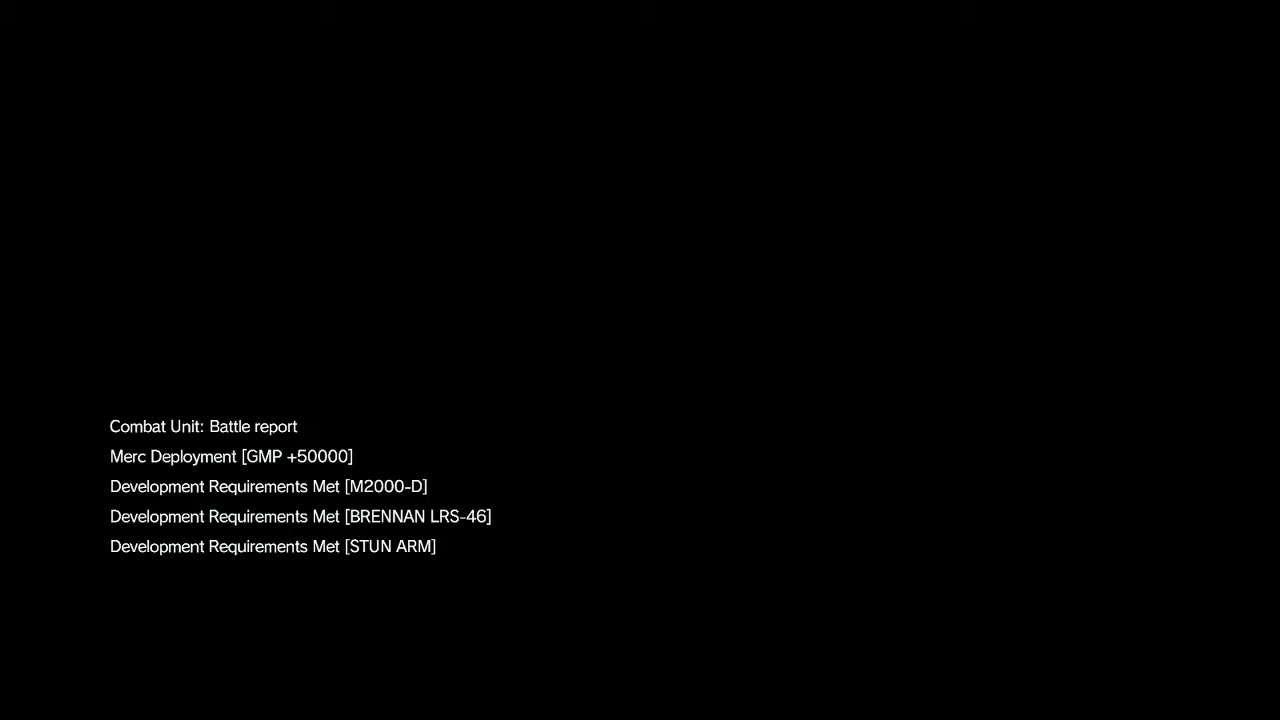 Combat Unit: Battle report
Merc Deployment [GMP +50000]
Development Requirements Met [M2000-D]
Development Requirements Met [BRENNAN LRS-46]
Development Requirements Met [STUN ARM]